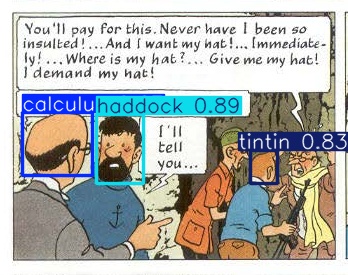 You'll pay for this. Never have I been so
insulted!... And I want my hat!... Immediate-
ly!... Where is my hat?... Give me my hat!
I demand my hat!
calculu
haddock 0.89
I'll
tell
you...
tintin 0.83